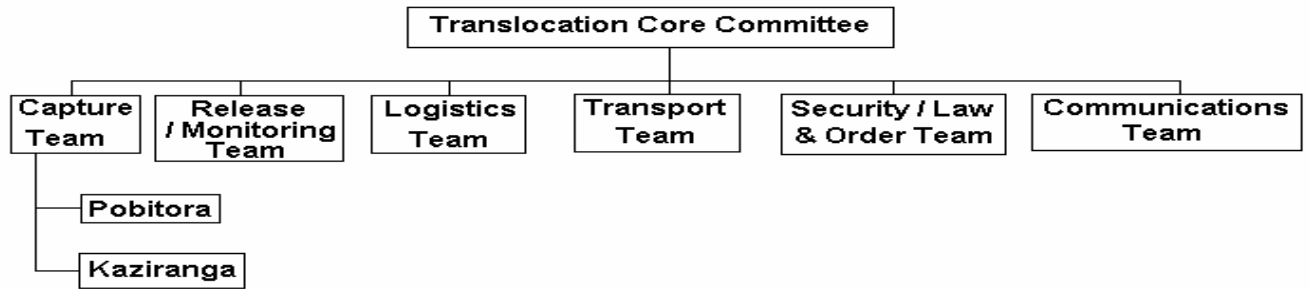 Translocation Core Committee
Capture
Team
Release
/ Monitoring
Team
Logistics
Team
Transport
Team
Security / Law
& Order Team
Communications
Team
Pobitora
Kaziranga